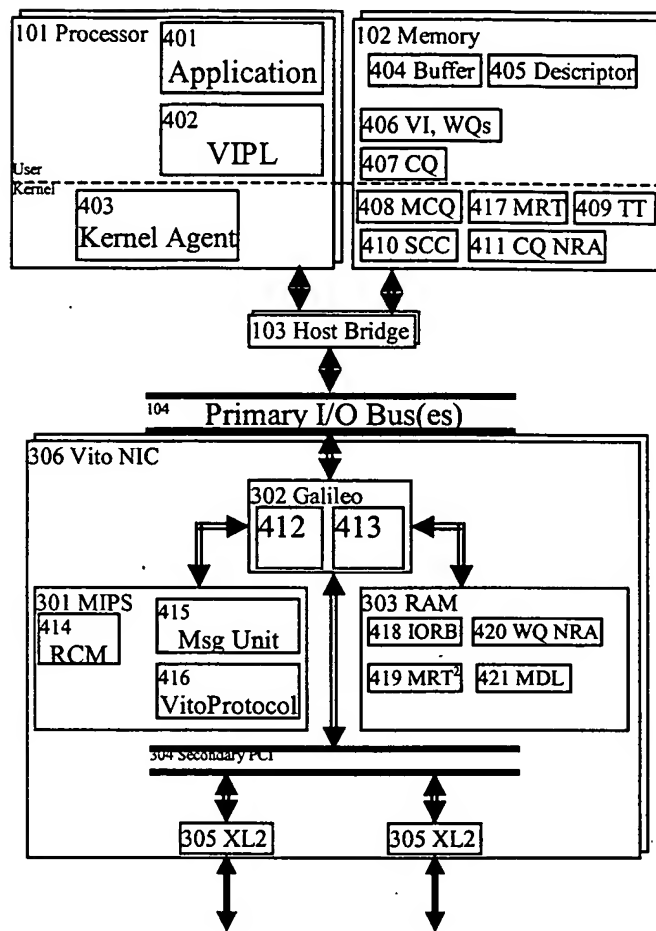 101 Processor
401
Application
402
VIPL
User
Kernel
403
Kernel Agent
102 Memory
404 Buffer
405 Descriptor
406 VI, WQs
407 CQ
408 MCQ
417 MRT
409 TT
410 SCC
411 CQ NRA
103 Host Bridge
104
Primary I/O Bus(es)
306 Vito NIC
302 Galileo
412
413
301 MIPS
414
RCM
415
Msg Unit
416
VitoProtocol
303 RAM
418 IORB
420 WQ NRA
419 MRT²
421 MDL
304 Secondary PCI
305 XL2
305 XL2